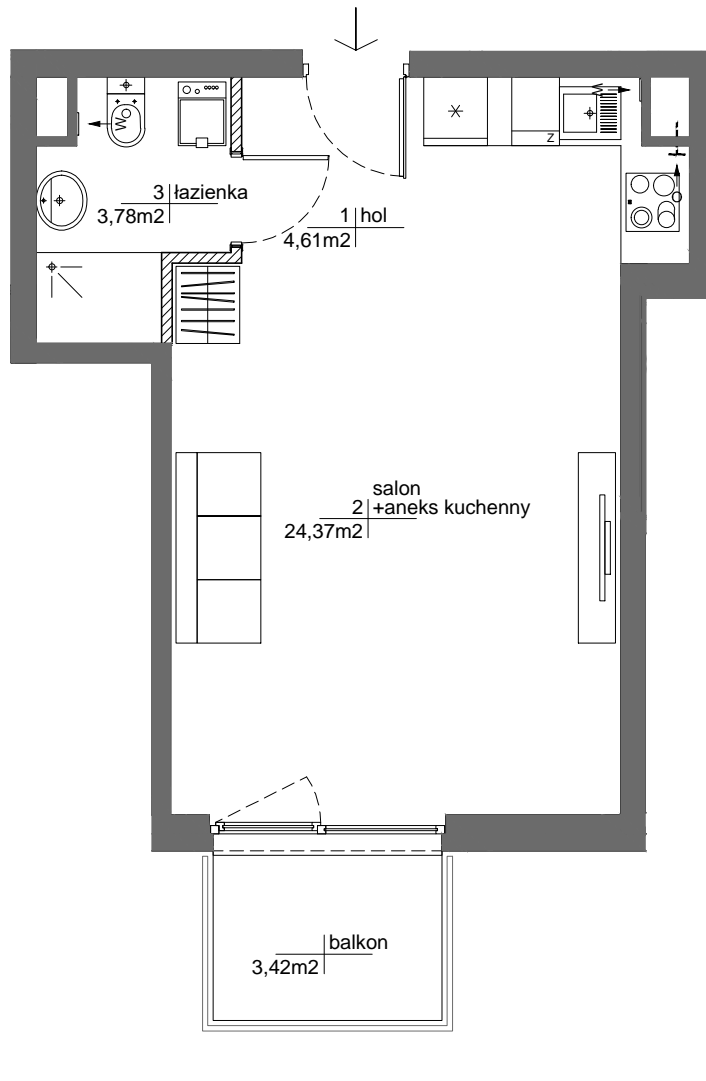 W
W
Z
3 łazienka
3,78m2
1 hol
4,61m2
salon
2 +aneks kuchenny
24,37m2
balkon
3,42m2